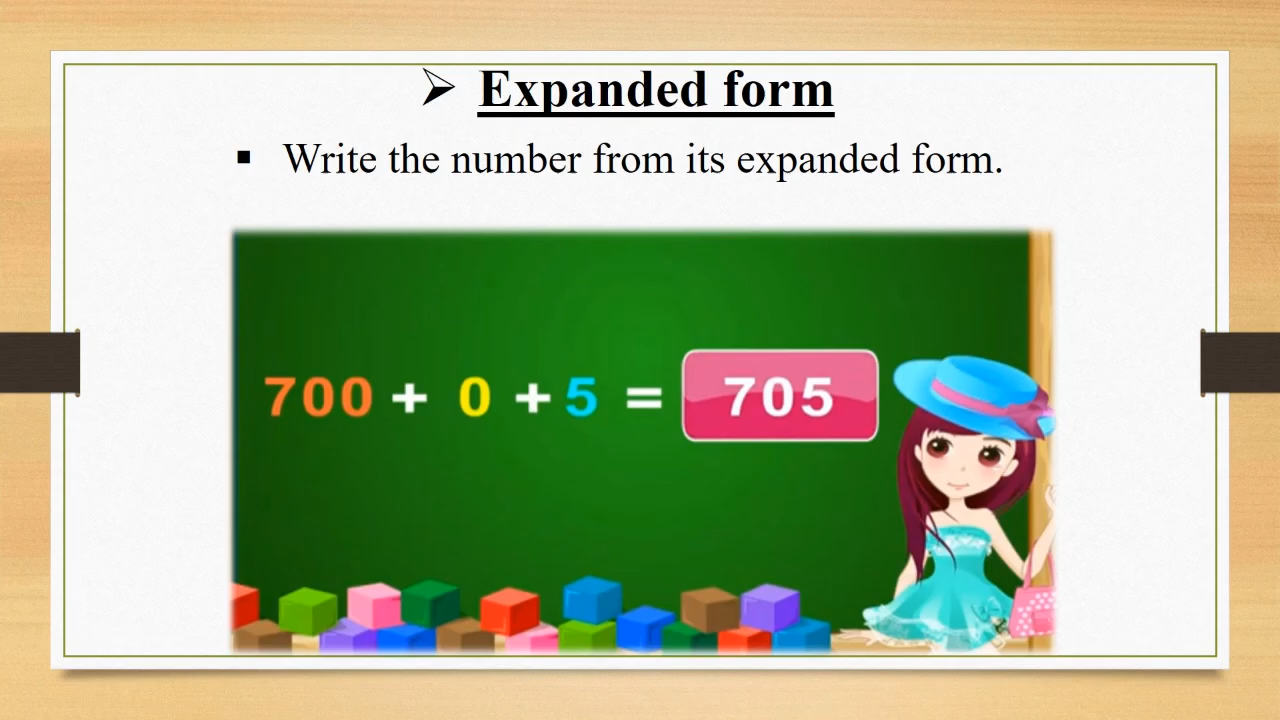 ➢ Expanded form
▪ Write the number from its expanded form.
700 + 0 + 5 = 705